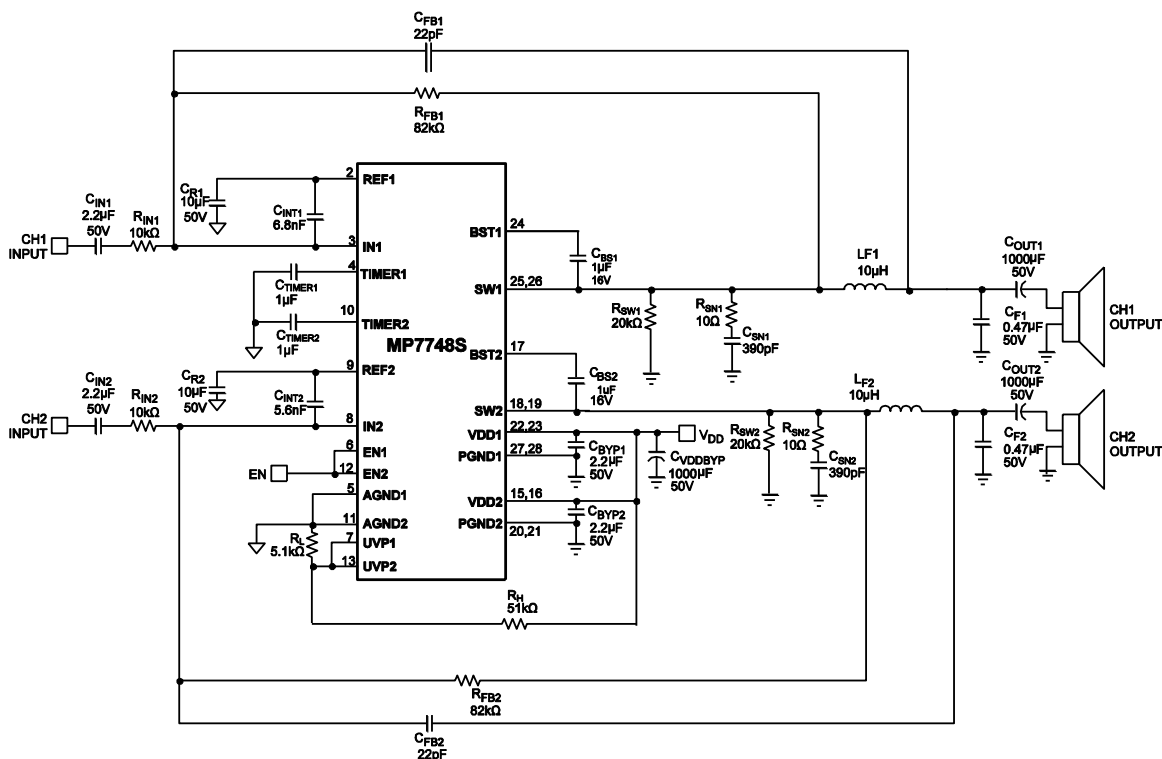 CFB1
22pF
RFB1
82kΩ
CIN1
2.2µF
50V
RIN1
10kΩ
CH1
INPUT
CR1
10µF
50V
CINT1
6.8nF
2
REF1
3
IN1
4
TIMER1
CTIMER1
1µF
10
TIMER2
CTIMER2
1µF
MP7748S
9
REF2
CR2
10µF
50V
CINT2
5.6nF
CIN2
2.2µF
50V
RIN2
10kΩ
CH2
INPUT
8
IN2
6
EN1
12
EN2
EN
5
AGND1
11
AGND2
RL
5.1kΩ
7
UVP1
13
UVP2
BST1
24
CBS1
1µF
16V
SW1
25,26
RSW1
20kΩ
RSN1
10Ω
CSN1
390pF
LF1
10µH
COUT1
1000µF
50V
CF1
0.47µF
50V
CH1
OUTPUT
BST2
17
CBS2
1uF
16V
SW2
18,19
RSW2
20kΩ
RSN2
10Ω
CSN2
390pF
LF2
10µH
COUT2
1000µF
50V
CF2
0.47µF
50V
CH2
OUTPUT
VDD1
22,23
VDD
PGND1
27,28
CBYP1
2.2µF
50V
CVDDBYP
1000µF
50V
VDD2
15,16
PGND2
20,21
CBYP2
2.2µF
50V
RH
51kΩ
RFB2
82kΩ
CFB2
22pF